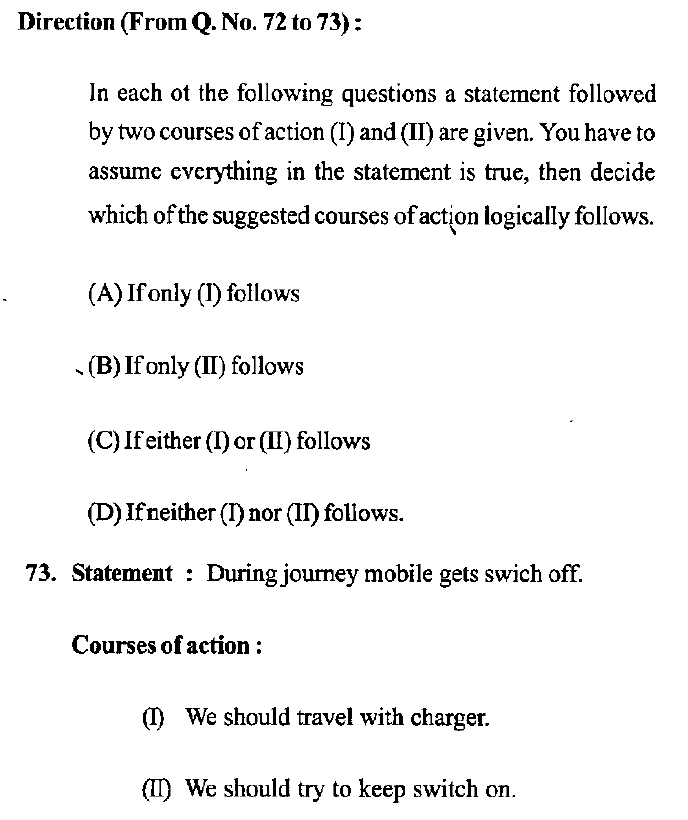 Direction (From Q. No. 72 to 73) :
In each ot the following questions a statement followed
by two courses of action (I) and (II) are given. You have to
assume everything in the statement is true, then decide
which of the suggested courses of action logically follows.
(A) If only (I) follows
(B) If only (II) follows
(C) If either (I) or (II) follows
(D) If neither (I) nor (II) follows.
73. Statement : During journey mobile gets swich off.
Courses of action :
(I) We should travel with charger.
(II) We should try to keep switch on.